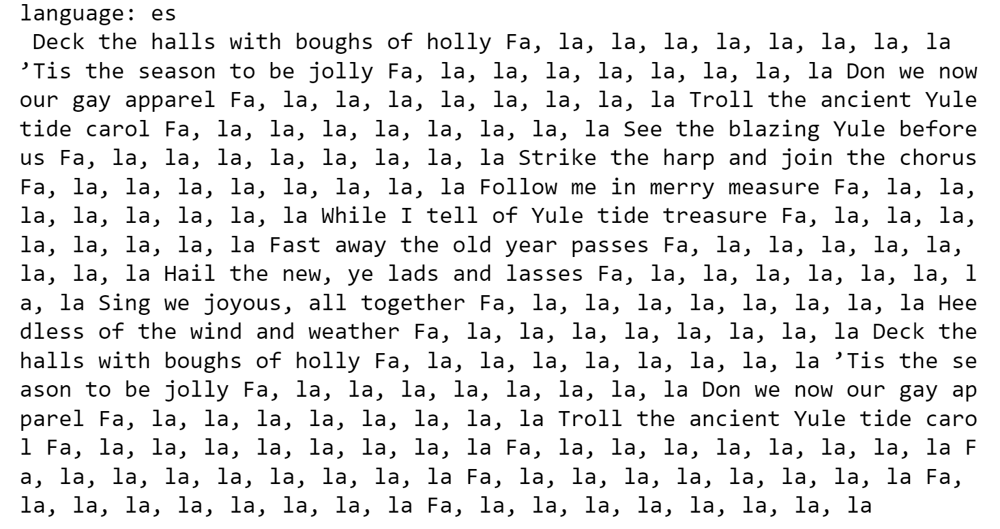 language: es
Deck the halls with boughs of holly Fa, la, la, la, la, la, la, la, la
’Tis the season to be jolly Fa, la, la, la, la, la, la, la, la Don we now
our gay apparel Fa, la, la, la, la, la, la, la, la Troll the ancient Yule
tide carol Fa, la, la, la, la, la, la, la, la See the blazing Yule before
us Fa, la, la, la, la, la, la, la, la Strike the harp and join the chorus
Fa, la, la, la, la, la, la, la, la Follow me in merry measure Fa, la, la,
la, la, la, la, la, la While I tell of Yule tide treasure Fa, la, la, la,
la, la, la, la, la Fast away the old year passes Fa, la, la, la, la, la,
la, la, la Hail the new, ye lads and lasses Fa, la, la, la, la, la, la, l
a, la Sing we joyous, all together Fa, la, la, la, la, la, la, la, la Hee
dless of the wind and weather Fa, la, la, la, la, la, la, la, la Deck the
halls with boughs of holly Fa, la, la, la, la, la, la, la, la ’Tis the se
ason to be jolly Fa, la, la, la, la, la, la, la, la Don we now our gay ap
parel Fa, la, la, la, la, la, la, la, la Troll the ancient Yule tide caro
l Fa, la, la, la, la, la, la, la, la Fa, la, la, la, la, la, la, la, la F
a, la, la, la, la, la, la, la, la Fa, la, la, la, la, la, la, la, la Fa,
la, la, la, la, la, la, la, la Fa, la, la, la, la, la, la, la, la